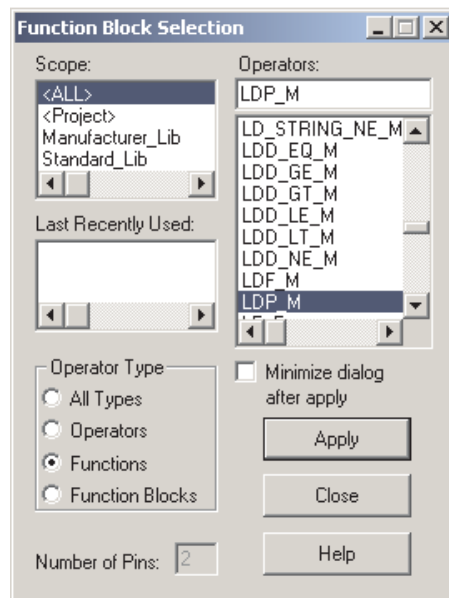 Function Block Selection
Scope:
<ALL>
<Project>
Manufacturer_Lib
Standard_Lib
Last Recently Used:
Operators:
LDP_M
LD_STRING_NE_M
LDD_EQ_M
LDD_GE_M
LDD_GT_M
LDD_LE_M
LDD_LT_M
LDD_NE_M
LDF_M
LDP_M
Operator Type
All Types
Operators
Functions
Function Blocks
Number of Pins: 2
Minimize dialog
after apply
Apply
Close
Help